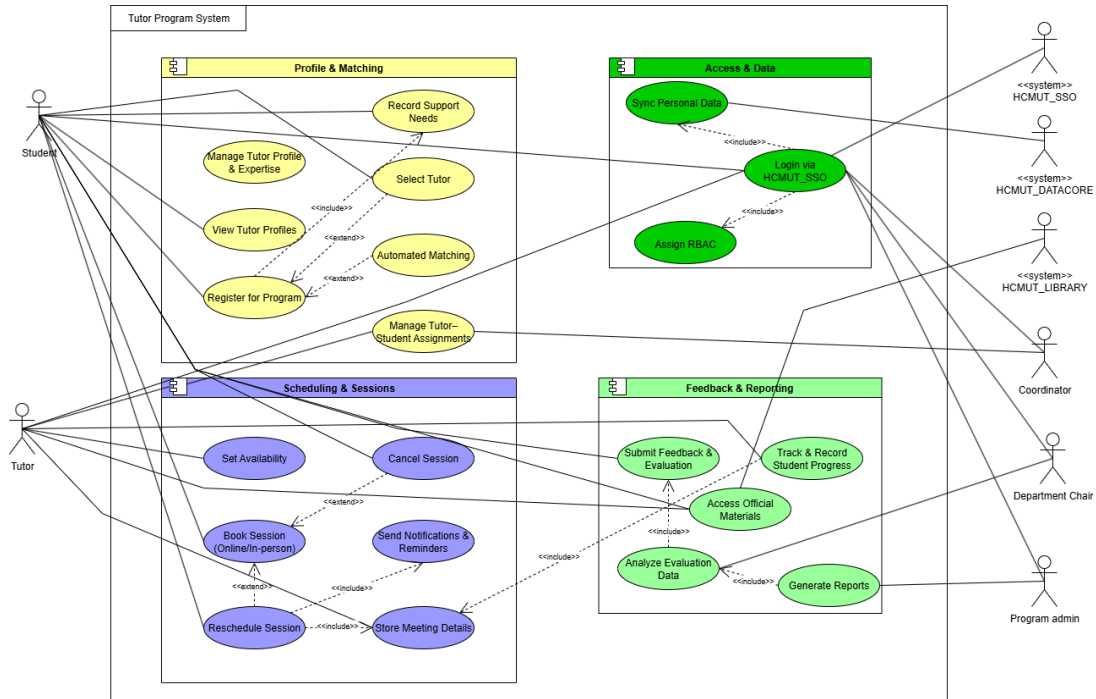 Tutor Program System
Profile & Matching
Record Support
Needs
Manage Tutor Profile
& Expertise
Select Tutor
<<include>>
View Tutor Profiles
<<extend>>
Automated Matching
<<extend>>
Register for Program
Manage Tutor–
Student Assignments
Access & Data
Sync Personal Data
<<include>>
Login via
HCMUT_SSO
<<include>>
Assign RBAC
Scheduling & Sessions
Set Availability
Cancel Session
<<extend>>
Book Session
(Online/In-person)
Send Notifications &
Reminders
<<extend>>
<<include>>
Reschedule Session
<<include>>
Store Meeting Details
Feedback & Reporting
Submit Feedback &
Evaluation
Track & Record
Student Progress
Access Official
Materials
<<include>>
<<include>>
Analyze Evaluation
Data
<<include>>
Generate Reports
Student
Tutor
<<system>>
HCMUT_SSO
<<system>>
HCMUT_DATACORE
<<system>>
HCMUT_LIBRARY
Coordinator
Department Chair
Program admin